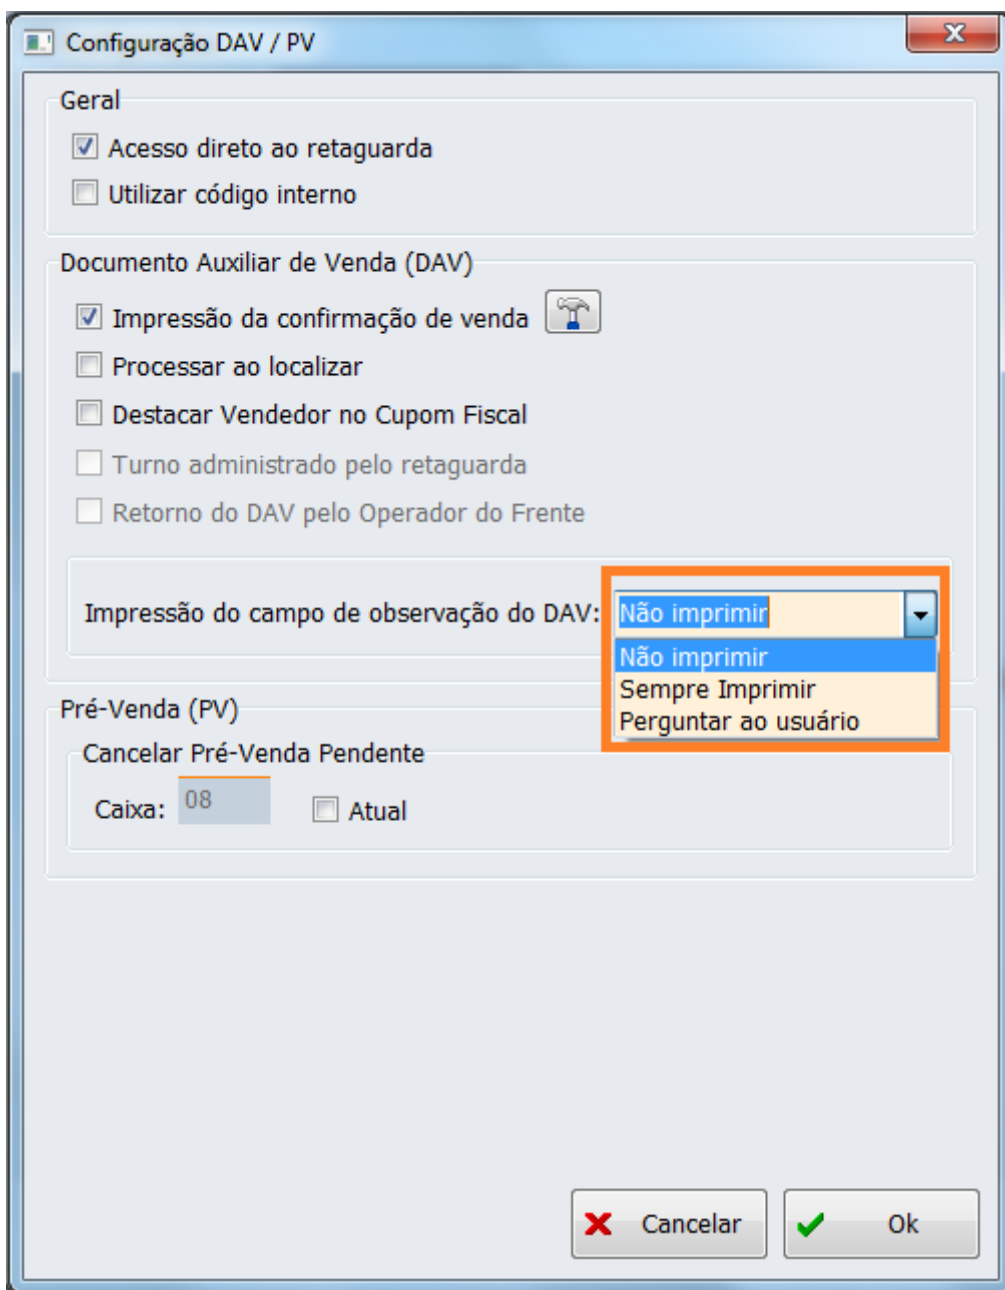 Configuração DAV / PV
Geral
Acesso direto ao retaguarda
Utilizar código interno
Documento Auxiliar de Venda (DAV)
Impressão da confirmação de venda
Processar ao localizar
Destacar Vendedor no Cupom Fiscal
Turno administrado pelo retaguarda
Retorno do DAV pelo Operador do Frente
Impressão do campo de observação do DAV: Não imprimir
Não imprimir
Sempre Imprimir
Perguntar ao usuário
Pré-Venda (PV)
Cancelar Pré-Venda Pendente
Caixa: 08 Atual
Cancelar Ok